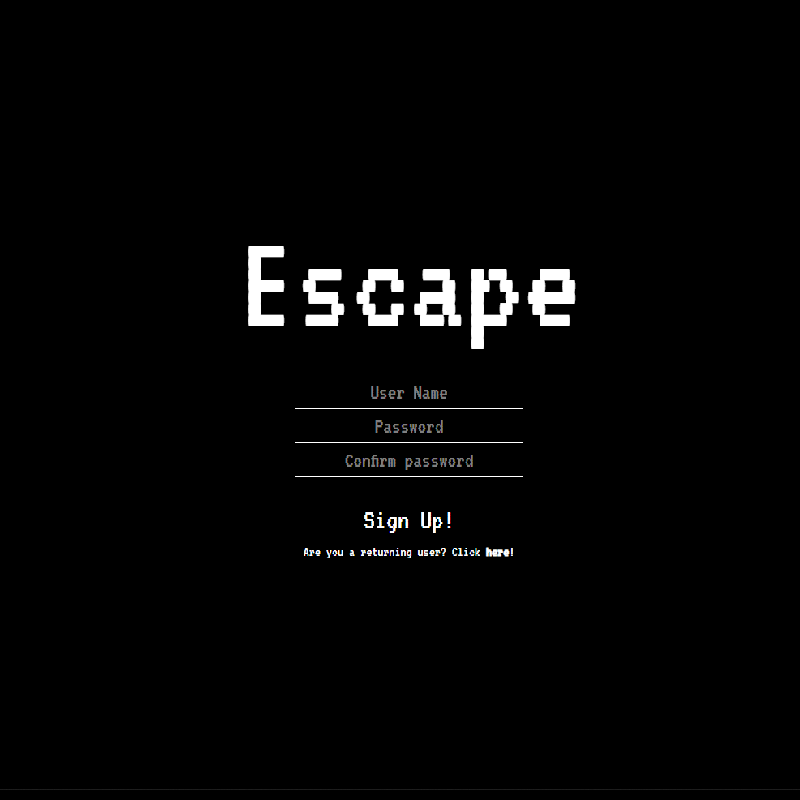 Escape
User Name
Password
Confirm password
Sign Up!
Are you a returning user? Click here!